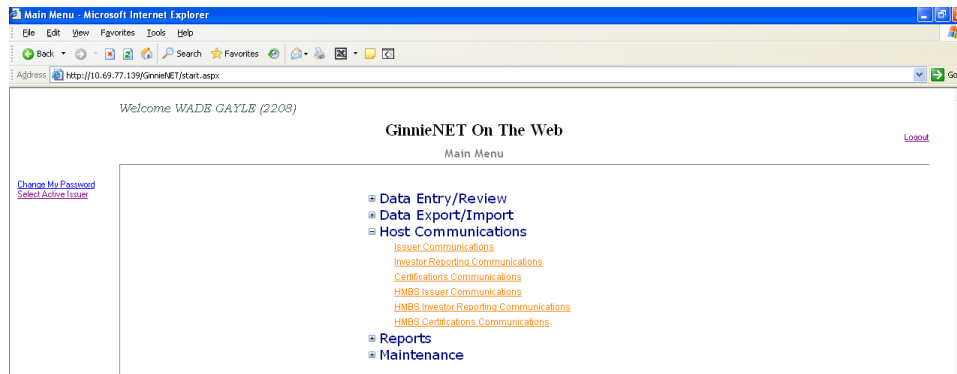 Main Menu - Microsoft Internet Explorer
File Edit View Favorites Tools Help
Back Search Favorites
Address http://10.69.77.139/GinnieNET/start.aspx Go
Welcome WADE GAYLE (2208)
GinnieNET On The Web
Logout
Main Menu
Change My Password
Select Active Issuer
Data Entry/Review
Data Export/Import
Host Communications
Issuer Communications
Investor Reporting Communications
Certifications Communications
HMBS Issuer Communications
HMBS Investor Reporting Communications
HMBS Certifications Communications
Reports
Maintenance